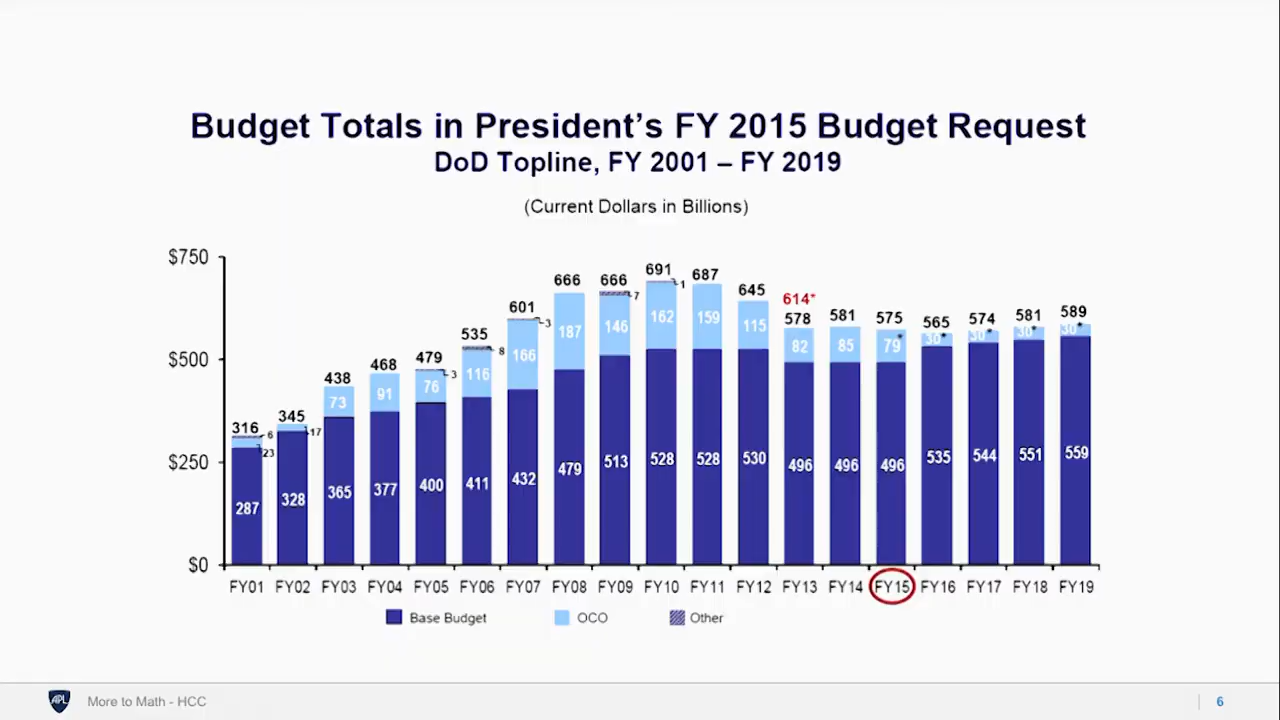 Budget Totals in President's FY 2015 Budget Request
DoD Topline, FY 2001 – FY 2019
(Current Dollars in Billions)
$750
$500
$250
$0
316 345 438 468 479 535 601 666 666 691 687 645 614* 578 581 575 565 574 581 589
6 3 8 3 7 1
23 17 73 91 76 116 166 187 146 162 159 115 82 85 79* 30* 30* 30* 30*
287 328 365 377 400 411 432 479 513 528 528 530 496 496 496 535 544 551 559
FY01 FY02 FY03 FY04 FY05 FY06 FY07 FY08 FY09 FY10 FY11 FY12 FY13 FY14 FY15 FY16 FY17 FY18 FY19
Base Budget OCO Other
APL More to Math - HCC 6